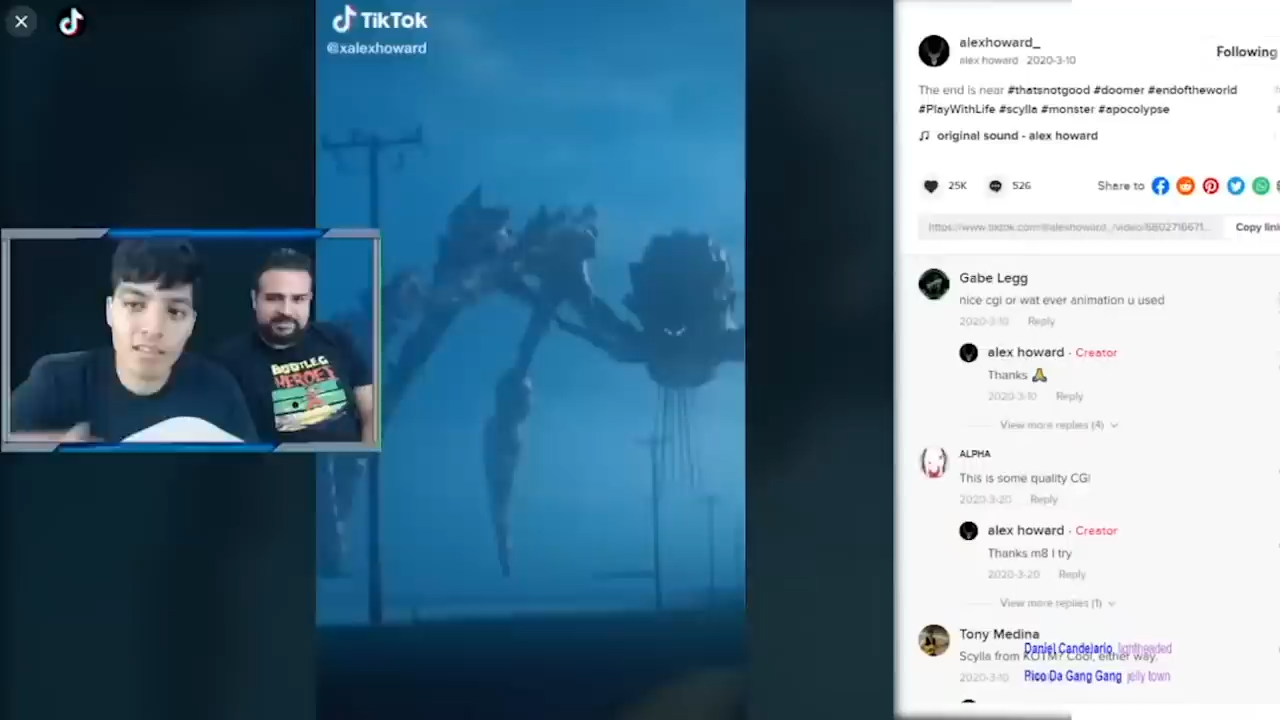 TikTok
@xalexhoward
BOOTLEG
HEROES
alexhoward_
alex howard 2020-3-10
Following
The end is near #thatsnotgood #doomer #endoftheworld
#PlayWithLife #scylla #monster #apocolypse
original sound - alex howard
25K
526
Share to
Copy lin
Gabe Legg
nice cgi or wat ever animation u used
2020-3-10 Reply
alex howard · Creator
Thanks 🙏
2020-3-10 Reply
View more replies (4)
ALPHA
This is some quality CGI
2020-3-20 Reply
alex howard · Creator
Thanks m8 I try
2020-3-20 Reply
View more replies (1)
Tony Medina
Daniel Candelario lightheaded
Scylla from KOTM? Cool, either way.
2020-3-10
Rico Da Gang Gang jelly town